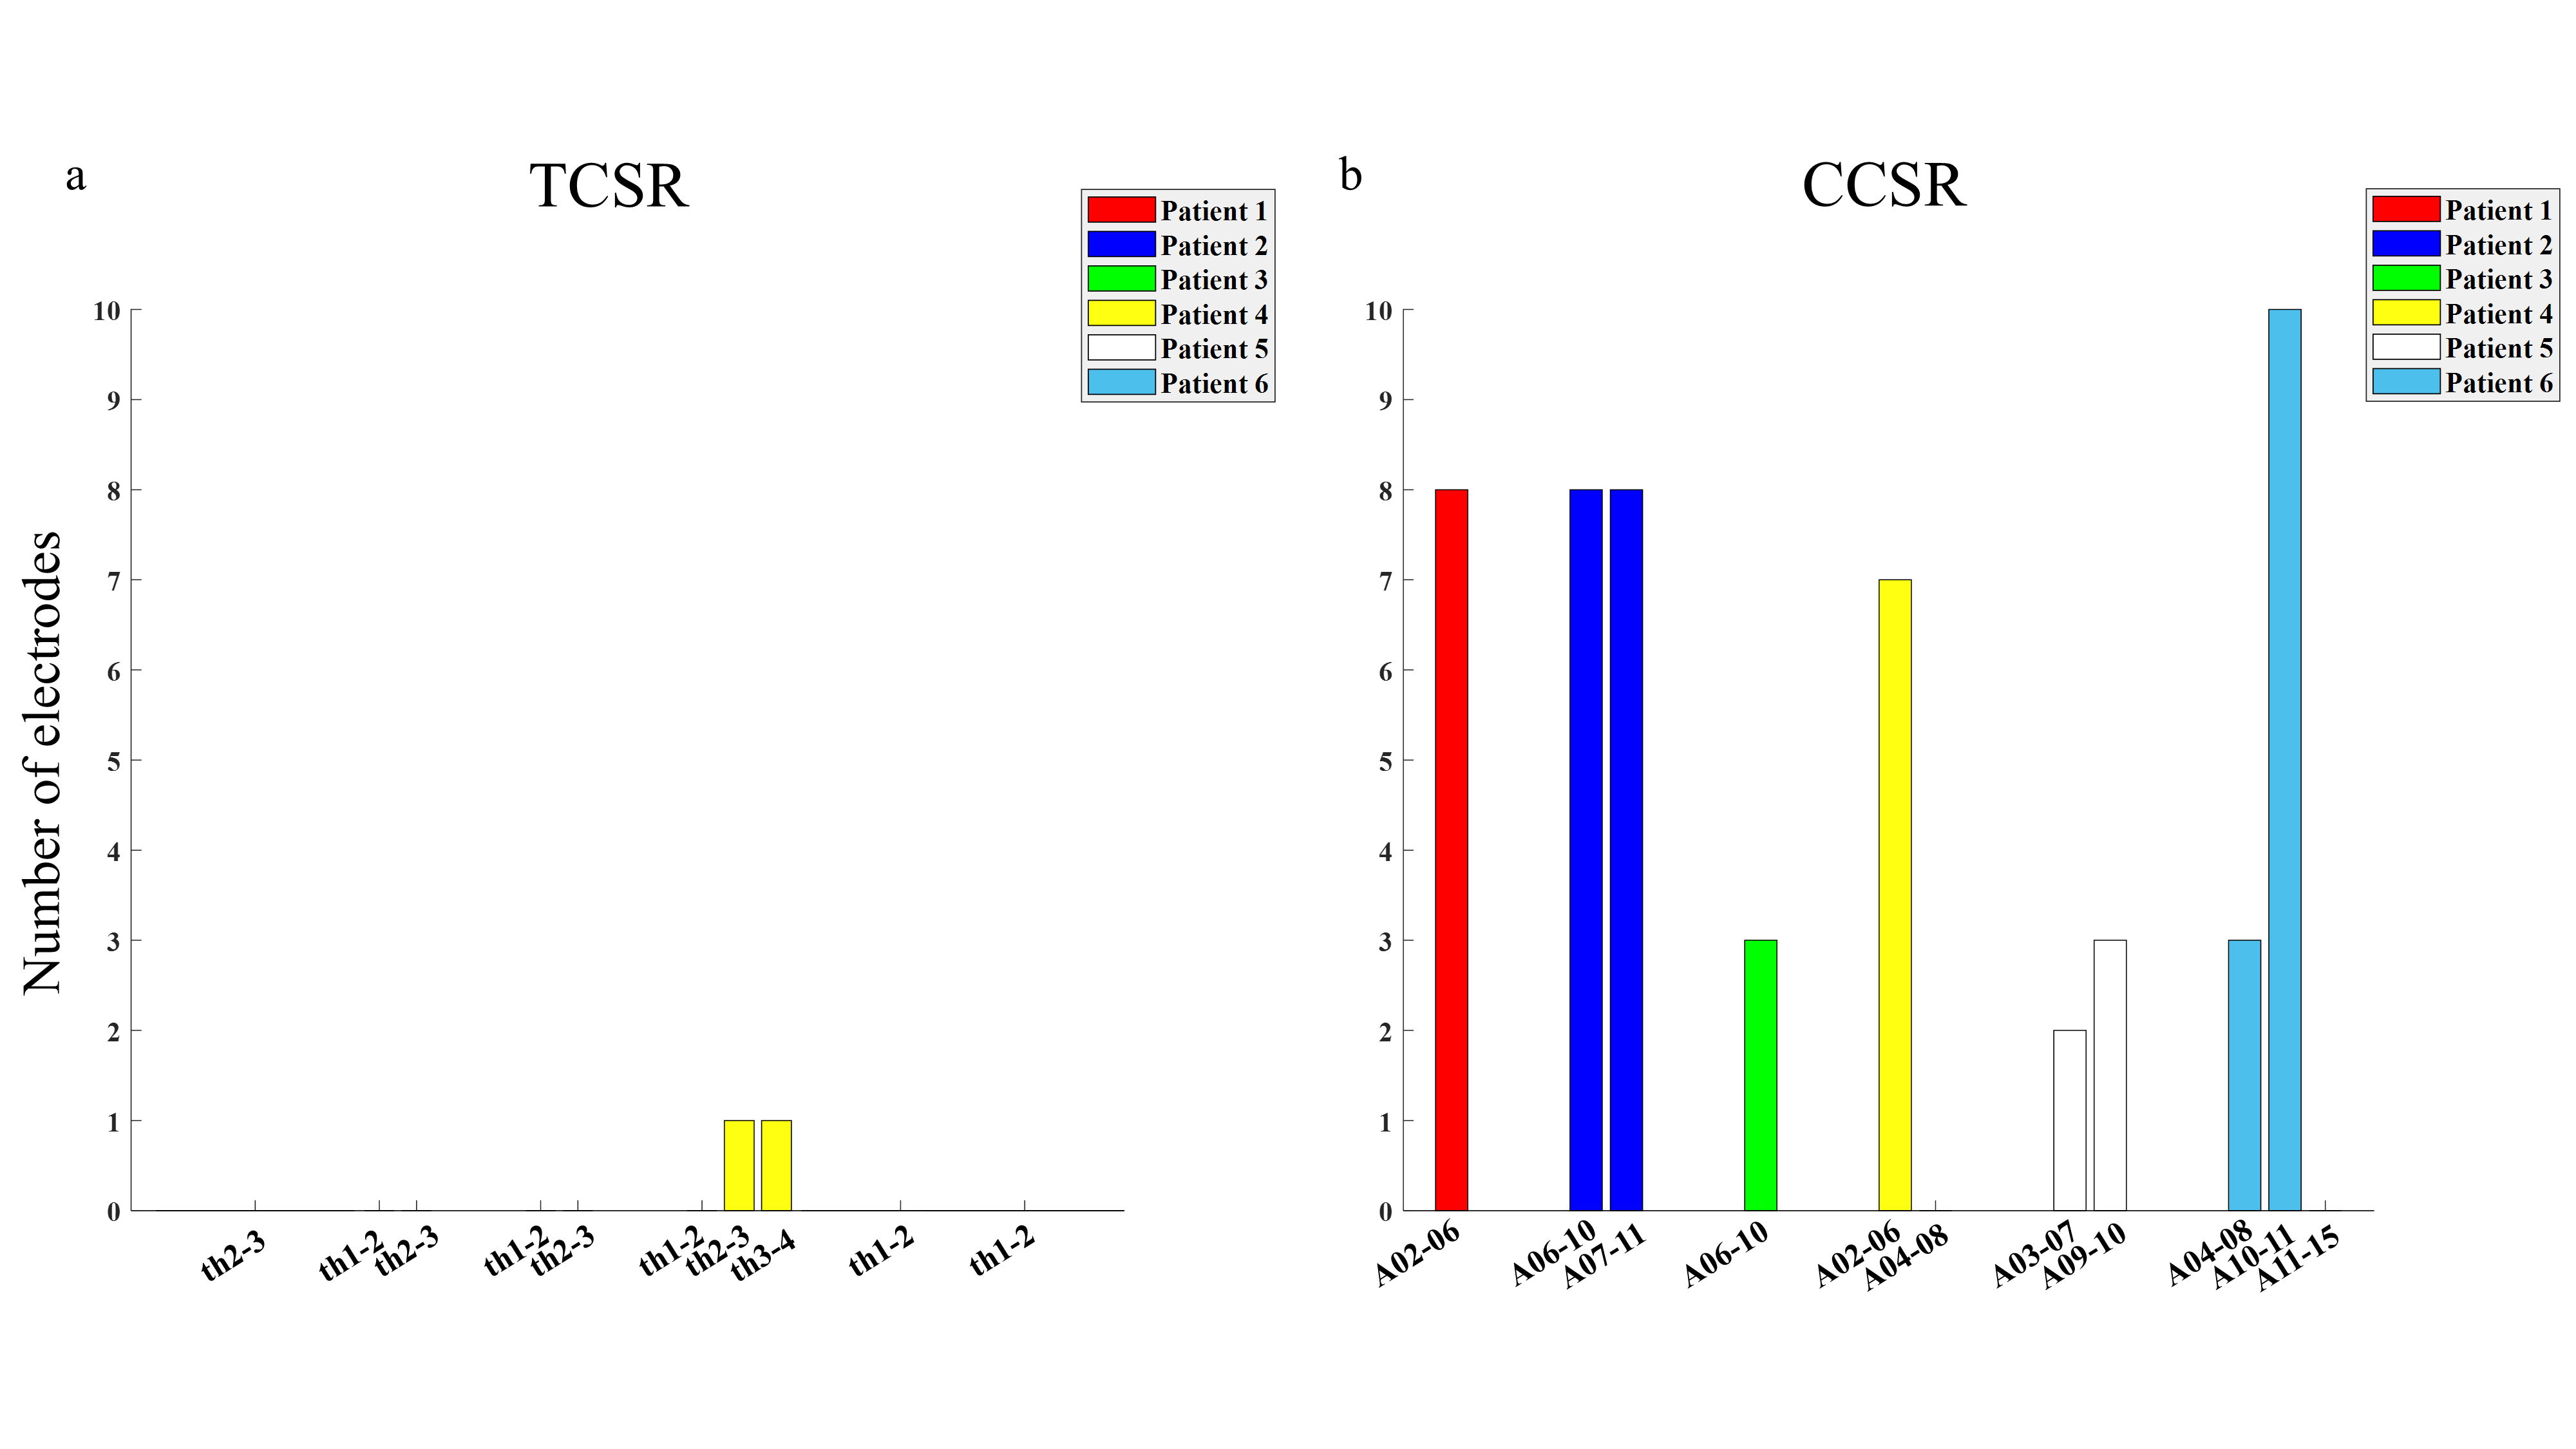 a
TCSR
Patient 1
Patient 2
Patient 3
Patient 4
Patient 5
Patient 6
Number of electrodes
10
9
8
7
6
5
4
3
2
1
0
th2-3
th1-2
th2-3
th1-2
th2-3
th1-2
th2-3
th3-4
th1-2
th1-2
b
CCSR
Patient 1
Patient 2
Patient 3
Patient 4
Patient 5
Patient 6
10
9
8
7
6
5
4
3
2
1
0
A02-06
A06-10
A07-11
A06-10
A02-06
A04-08
A03-07
A09-10
A04-08
A10-11
A11-15